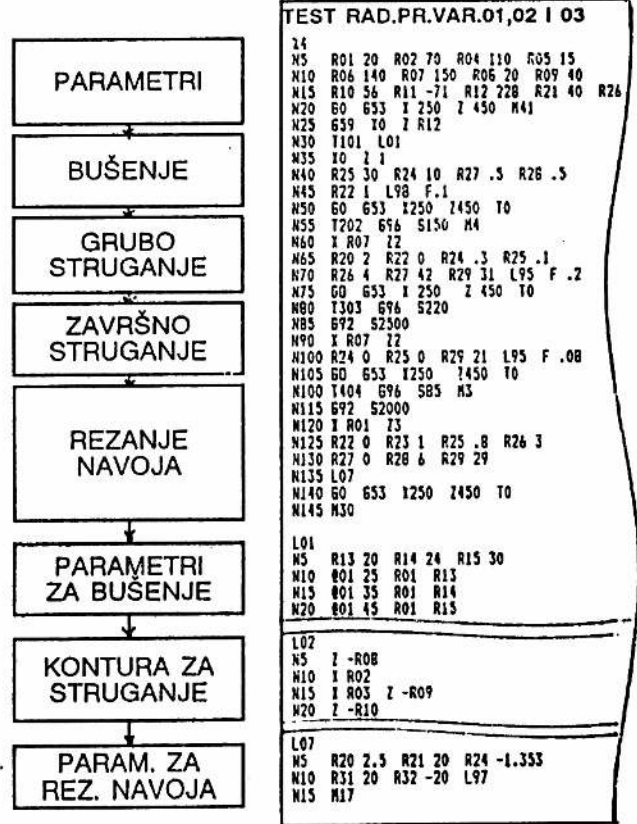 PARAMETRI
BUŠENJE
GRUBO
STRUGANJE
ZAVRŠNO
STRUGANJE
REZANJE
NAVOJA
PARAMETRI
ZA BUŠENJE
KONTURA ZA
STRUGANJE
PARAM. ZA
REZ. NAVOJA
TEST RAD.PR.VAR.01,02 I 03
%4
N5 R01 20 R02 70 R04 110 R05 15
N10 R06 140 R07 150 R06 20 R09 40
N15 R10 56 R11 -71 R12 228 R21 40 R26
N20 G0 G53 X 250 Z 450 M41
N25 G59 X0 Z R12
N30 T101 L01
N35 X0 Z 1
N40 R25 30 R24 10 R27 .5 R28 .5
N45 R22 1 L98 F.1
N50 G0 G53 X250 Z450 T0
N55 T202 G96 S150 M4
N60 X R07 Z2
N65 R20 2 R22 0 R24 .3 R25 .1
N70 R26 4 R27 42 R29 31 L95 F .2
N75 G0 G53 X 250 Z 450 T0
N80 T303 G96 S220
N85 G92 S2500
N90 X R07 Z2
N100 R24 0 R25 0 R29 21 L95 F .08
N105 G0 G53 X250 Z450 T0
N100 T404 G96 S85 M3
N115 G92 S2000
N120 X R01 Z3
N125 R22 0 R23 1 R25 .8 R26 3
N130 R27 0 R28 6 R29 29
N135 L07
N140 G0 G53 X250 Z450 T0
N145 M30
L01
N5 R13 20 R14 24 R15 30
N10 @01 25 R01 R13
N15 @01 35 R01 R14
N20 @01 45 R01 R15
L02
N5 Z -R08
N10 X R02
N15 X R03 Z -R09
N20 Z -R10
L07
N5 R20 2.5 R21 20 R24 -1.353
N10 R31 20 R32 -20 L97
N15 M17